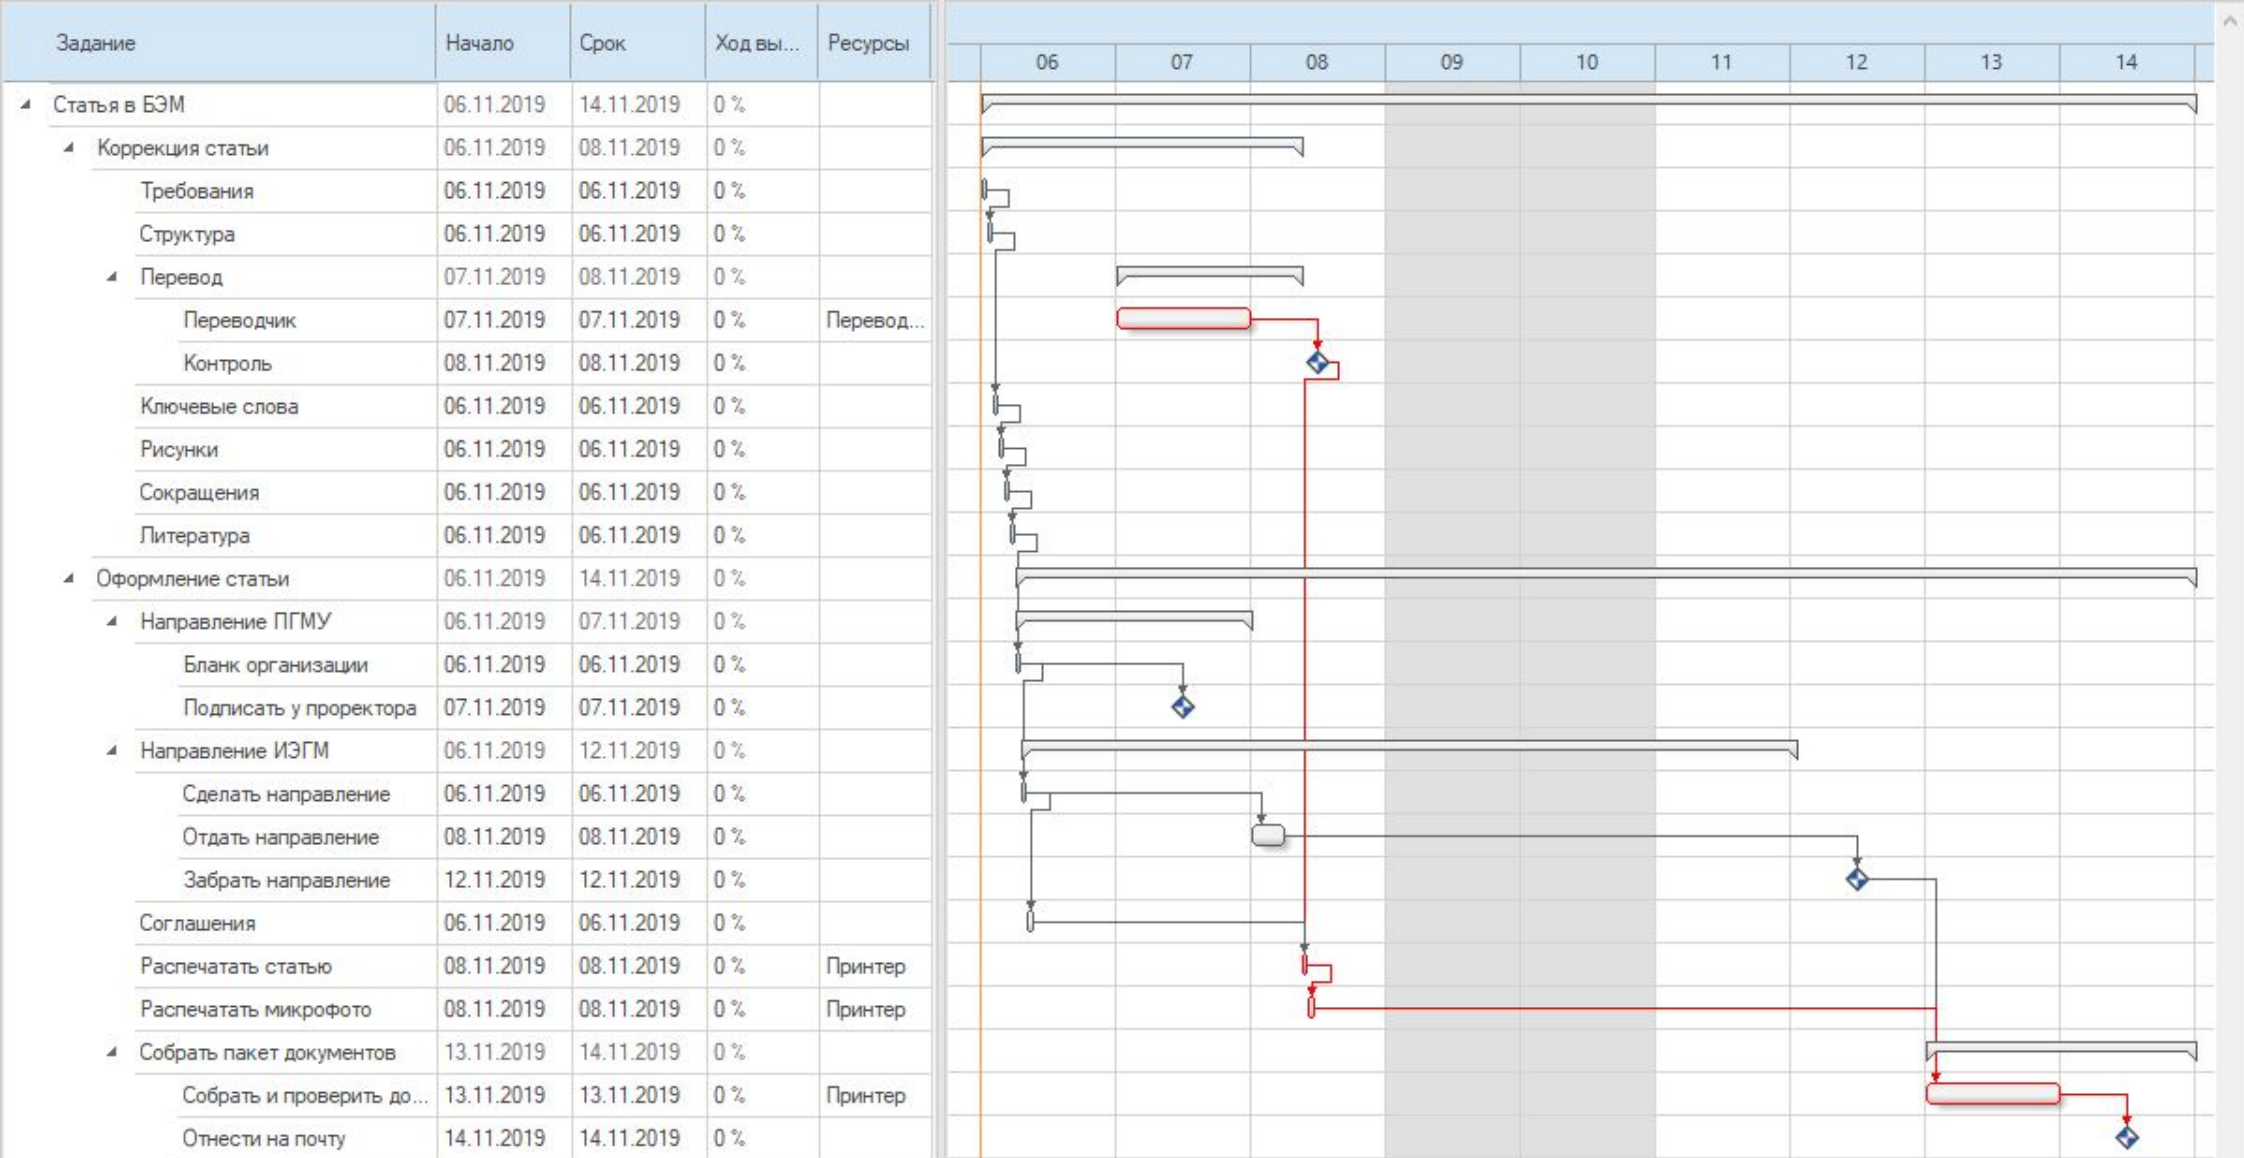 Задание Начало Срок Ход вы... Ресурсы
06 07 08 09 10 11 12 13 14
Статья в БЭМ 06.11.2019 14.11.2019 0 %
Коррекция статьи 06.11.2019 08.11.2019 0 %
Требования 06.11.2019 06.11.2019 0 %
Структура 06.11.2019 06.11.2019 0 %
Перевод 07.11.2019 08.11.2019 0 %
Переводчик 07.11.2019 07.11.2019 0 % Перевод...
Контроль 08.11.2019 08.11.2019 0 %
Ключевые слова 06.11.2019 06.11.2019 0 %
Рисунки 06.11.2019 06.11.2019 0 %
Сокращения 06.11.2019 06.11.2019 0 %
Литература 06.11.2019 06.11.2019 0 %
Оформление статьи 06.11.2019 14.11.2019 0 %
Направление ПГМУ 06.11.2019 07.11.2019 0 %
Бланк организации 06.11.2019 06.11.2019 0 %
Подписать у проректора 07.11.2019 07.11.2019 0 %
Направление ИЭГМ 06.11.2019 12.11.2019 0 %
Сделать направление 06.11.2019 06.11.2019 0 %
Отдать направление 08.11.2019 08.11.2019 0 %
Забрать направление 12.11.2019 12.11.2019 0 %
Соглашения 06.11.2019 06.11.2019 0 %
Распечатать статью 08.11.2019 08.11.2019 0 % Принтер
Распечатать микрофото 08.11.2019 08.11.2019 0 % Принтер
Собрать пакет документов 13.11.2019 14.11.2019 0 %
Собрать и проверить до... 13.11.2019 13.11.2019 0 % Принтер
Отнести на почту 14.11.2019 14.11.2019 0 %